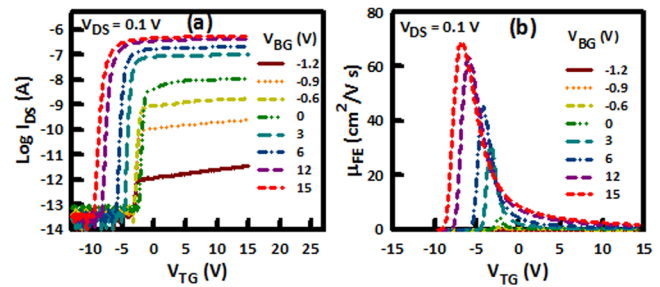 V_DS = 0.1 V
(a)
V_BG (V)
-1.2
-0.9
-0.6
0
3
6
12
15
-6
-7
-8
-9
-10
-11
-12
-13
-14
Log I_DS (A)
-10 -5 0 5 10 15 20 25
V_TG (V)
V_DS = 0.1 V
(b)
V_BG (V)
-1.2
-0.9
-0.6
0
3
6
12
15
80
60
40
20
0
μ_FE (cm²/V s)
-15 -10 -5 0 5 10 15
V_TG (V)